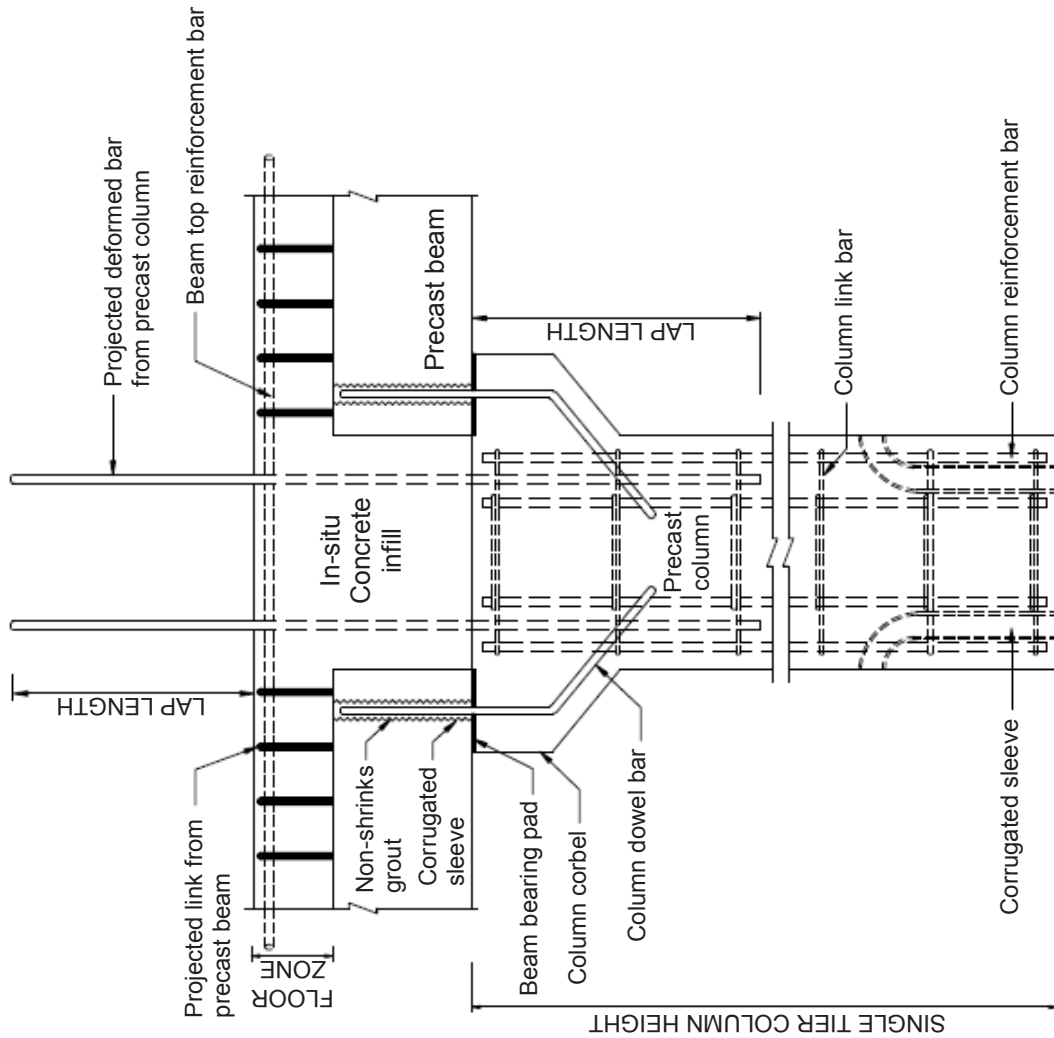 Projected deformed bar
from precast column
Beam top reinforcement bar
LAP LENGTH
Projected link from
precast beam
FLOOR
ZONE
In-situ
Concrete
infill
Precast beam
Non-shrinks
grout
Corrugated
sleeve
LAP LENGTH
Beam bearing pad
Column corbel
Column dowel bar
Precast
column
Column link bar
SINGLE TIER COLUMN HEIGHT
Column reinforcement bar
Corrugated sleeve